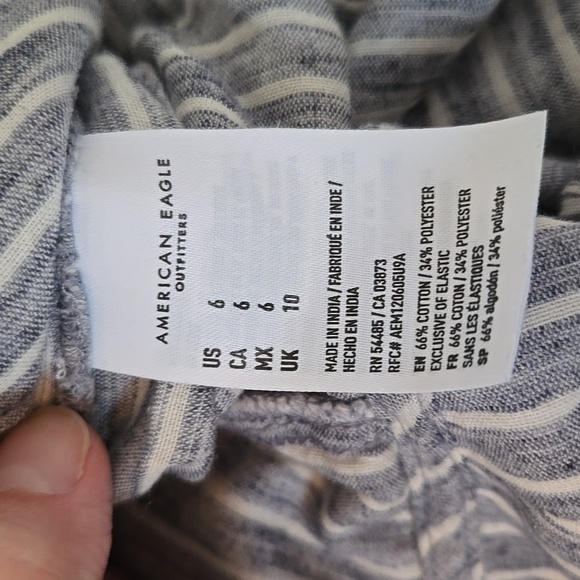 AMERICAN EAGLE
OUTFITTERS
US 6
CA 6
MX 6
UK 10
MADE IN INDIA / FABRIQUÉ EN INDE /
HECHO EN INDIA
RN 54485 / CA 03873
RFC# AEM120605U9A
EN 66% COTTON / 34% POLYESTER
EXCLUSIVE OF ELASTIC
FR 66% COTON / 34% POLYESTER
SANS LES ÉLASTIQUES
SP 66% algodón / 34% poliéster